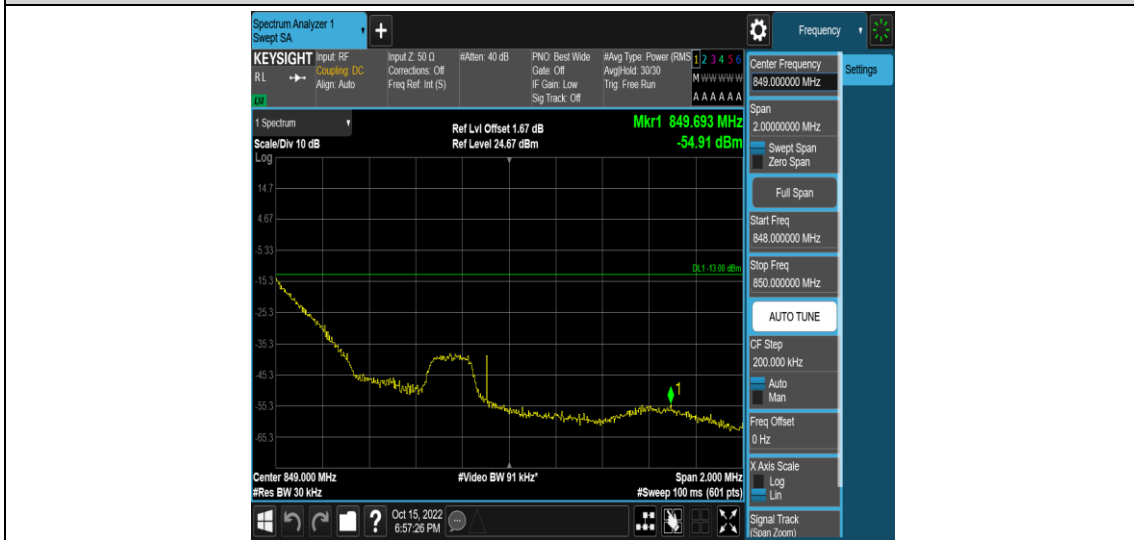 Spectrum Analyzer 1
Swept SA
+
Frequency
KEYSIGHT
RL
LXI
Input: RF
Coupling: DC
Align: Auto
Input Z: 50 Ω
Corrections: Off
Freq Ref: Int (S)
#Atten: 40 dB
PNO: Best Wide
Gate: Off
IF Gain: Low
Sig Track: Off
#Avg Type: Power (RMS
Avg|Hold: 30/30
Trig: Free Run
1 2 3 4 5 6
M W W W W W
A A A A A A
1 Spectrum
Scale/Div 10 dB
Ref Lvl Offset 1.67 dB
Ref Level 24.67 dBm
Mkr1 849.693 MHz
-54.91 dBm
Log
14.7
4.67
-5.33
-15.3
-25.3
-35.3
-45.3
-55.3
-65.3
DL1 -13.00 dBm
1
Center 849.000 MHz
#Res BW 30 kHz
#Video BW 91 kHz*
Span 2.000 MHz
#Sweep 100 ms (601 pts)
?
Oct 15, 2022
6:57:26 PM
Center Frequency
849.000000 MHz
Span
2.00000000 MHz
Swept Span
Zero Span
Full Span
Start Freq
848.000000 MHz
Stop Freq
850.000000 MHz
AUTO TUNE
CF Step
200.000 kHz
Auto
Man
Freq Offset
0 Hz
X Axis Scale
Log
Lin
Signal Track
(Span Zoom)
Settings